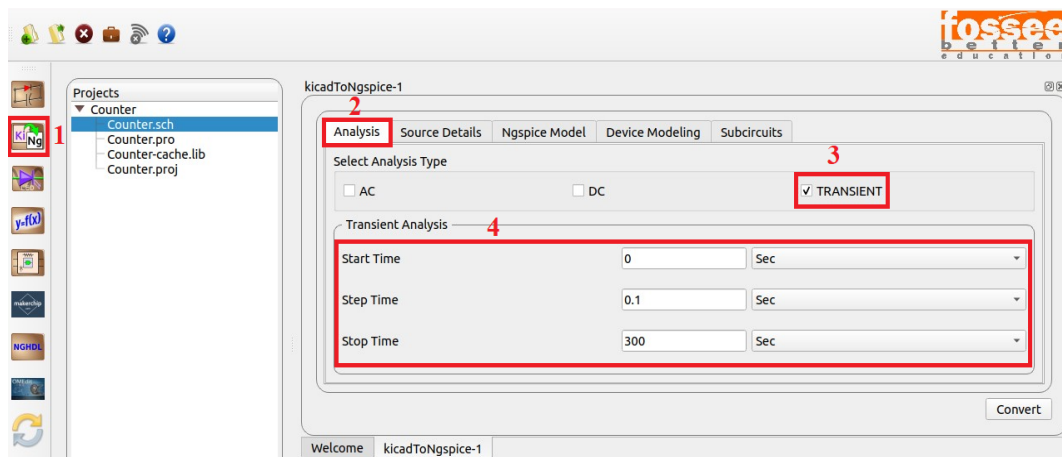 fossee
better
education
Projects
Counter
Counter.sch
Counter.pro
Counter-cache.lib
Counter.proj
1
Ki Ng
y=f(x)
makerchip
NGHDL
kicadToNgspice-1
2
Analysis Source Details Ngspice Model Device Modeling Subcircuits
Select Analysis Type
3
AC DC TRANSIENT
Transient Analysis
4
Start Time 0 Sec
Step Time 0.1 Sec
Stop Time 300 Sec
Convert
Welcome kicadToNgspice-1